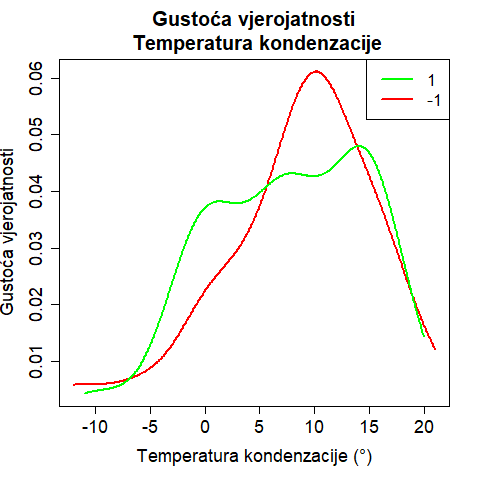 Gustoća vjerojatnosti
Temperatura kondenzacije
1
-1
Gustoća vjerojatnosti
0.06
0.05
0.04
0.03
0.02
0.01
-10 -5 0 5 10 15 20
Temperatura kondenzacije (°)